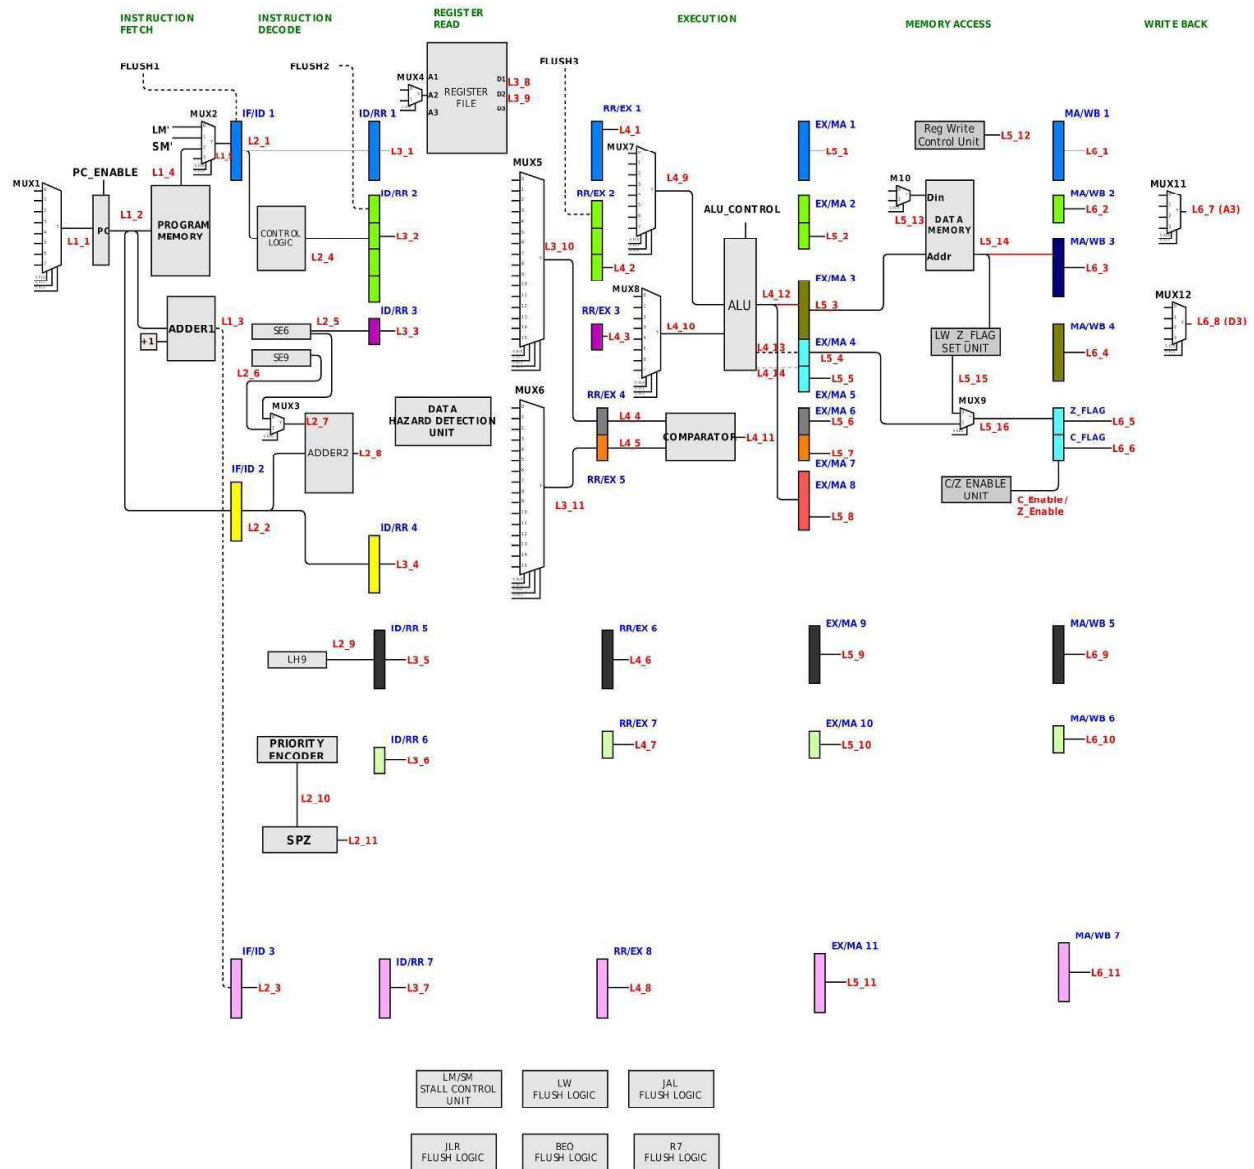 INSTRUCTION
FETCH
INSTRUCTION
DECODE
REGISTER
READ
EXECUTION
MEMORY ACCESS
WRITE BACK
FLUSH1
FLUSH2
FLUSH3
MUX4
A1
A2
A3
REGISTER
FILE
D1
D2
D3
L3_8
L3_9
MUX2
LM'
SM'
L1_4
IF/ID 1
L2_1
ID/RR 1
L3_1
RR/EX 1
L4_1
EX/MA 1
L5_1
Reg Write
Control Unit
L5_12
MA/WB 1
L6_1
MUX1
L1_1
PC_ENABLE
PC
L1_2
PROGRAM
MEMORY
CONTROL
LOGIC
L2_4
ID/RR 2
L3_2
MUX5
L3_10
RR/EX 2
L4_2
MUX7
L4_9
ALU_CONTROL
ALU
EX/MA 2
L5_2
M10
L5_13
Din
DATA
MEMORY
Addr
L5_14
MA/WB 2
L6_2
MA/WB 3
L6_3
MUX11
L6_7 (A3)
ADDER1
+1
L1_3
SE6
L2_5
SE9
L2_6
ID/RR 3
L3_3
RR/EX 3
L4_3
MUX8
L4_10
L4_12
L4_13
L4_14
EX/MA 3
L5_3
EX/MA 4
L5_4
L5_5
LW Z_FLAG
SET UNIT
L5_15
MA/WB 4
L6_4
MUX12
L6_8 (D3)
MUX3
L2_7
ADDER2
L2_8
DATA
HAZARD DETECTION
UNIT
MUX6
L3_11
RR/EX 4
L4_4
L4_5
RR/EX 5
COMPARATOR
L4_11
EX/MA 5
EX/MA 6
L5_6
L5_7
EX/MA 7
EX/MA 8
L5_8
MUX9
L5_16
Z_FLAG
L6_5
C_FLAG
L6_6
C/Z ENABLE
UNIT
C_Enable/
Z_Enable
IF/ID 2
L2_2
ID/RR 4
L3_4
LH9
L2_9
ID/RR 5
L3_5
RR/EX 6
L4_6
EX/MA 9
L5_9
MA/WB 5
L6_9
PRIORITY
ENCODER
L2_10
SPZ
L2_11
ID/RR 6
L3_6
RR/EX 7
L4_7
EX/MA 10
L5_10
MA/WB 6
L6_10
IF/ID 3
L2_3
ID/RR 7
L3_7
RR/EX 8
L4_8
EX/MA 11
L5_11
MA/WB 7
L6_11
LM/SM
STALL CONTROL
UNIT
LW
FLUSH LOGIC
JAL
FLUSH LOGIC
JLR
FLUSH LOGIC
BEQ
FLUSH LOGIC
R7
FLUSH LOGIC